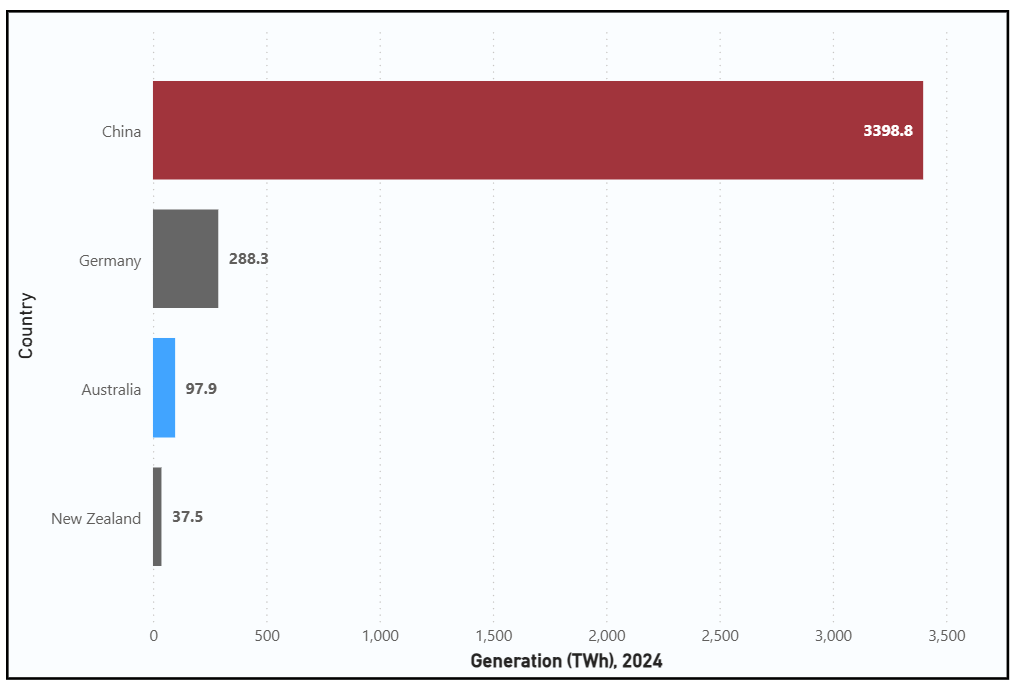 China
3398.8
Germany
288.3
Australia
97.9
New Zealand
37.5
Country
0 500 1,000 1,500 2,000 2,500 3,000 3,500
Generation (TWh), 2024